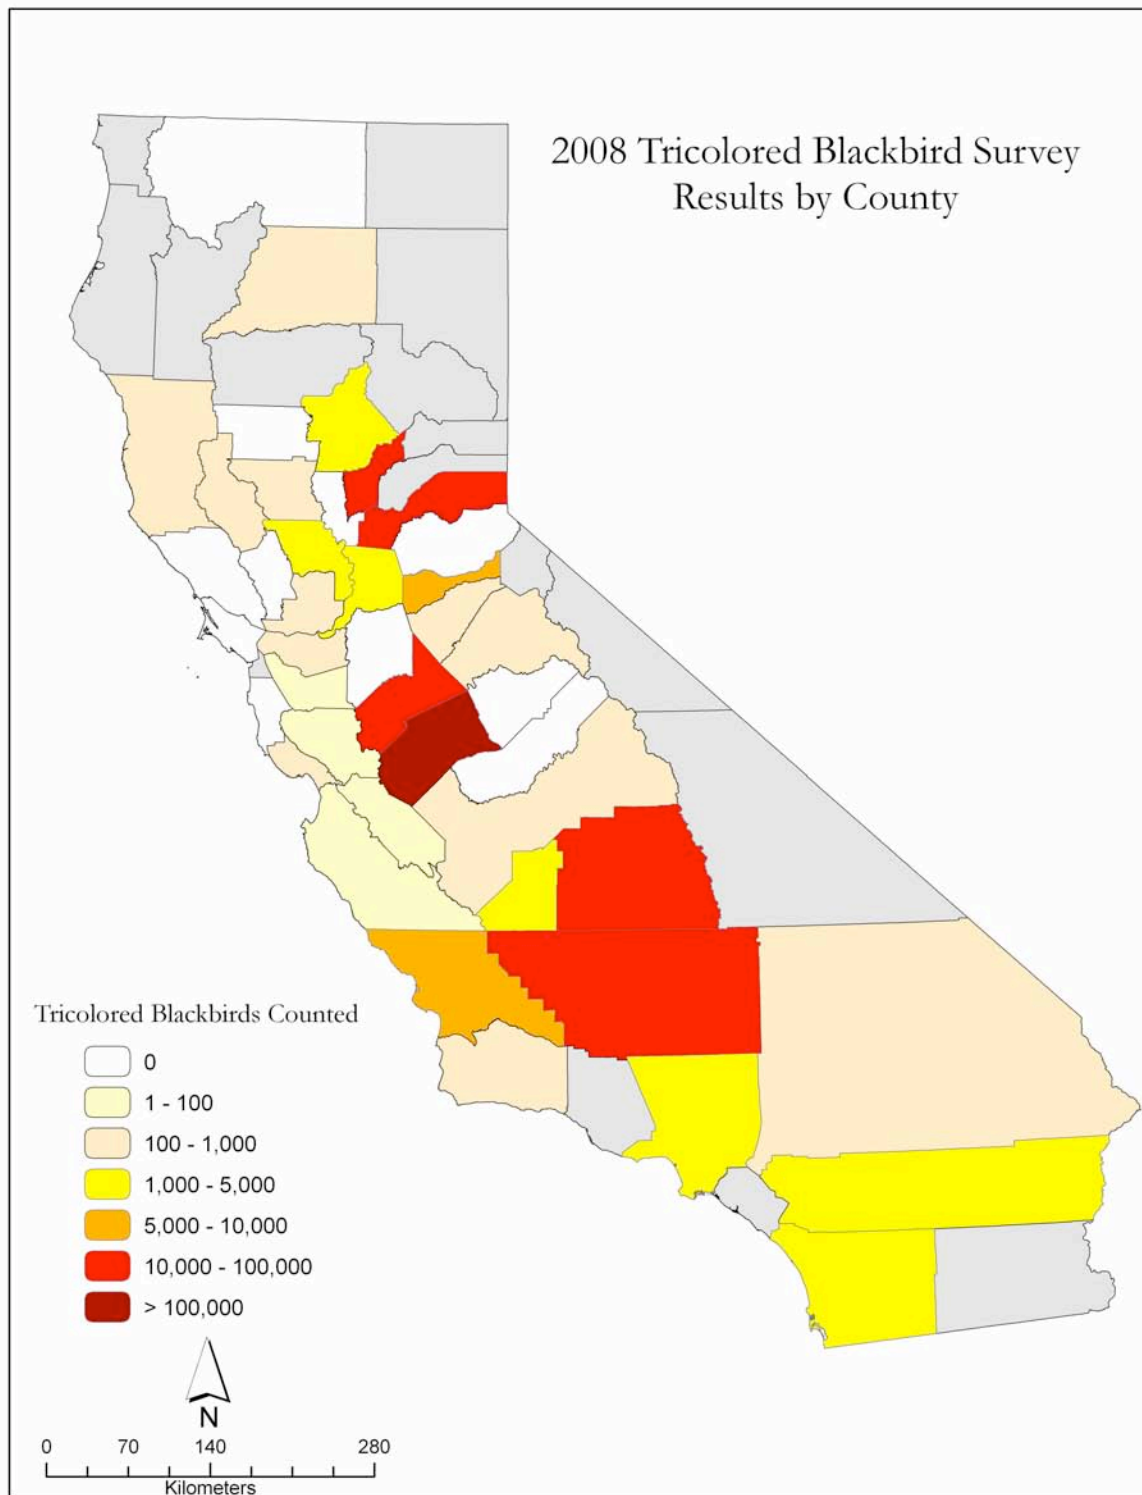 2008 Tricolored Blackbird Survey
Results by County
Tricolored Blackbirds Counted
0
1 - 100
100 - 1,000
1,000 - 5,000
5,000 - 10,000
10,000 - 100,000
> 100,000
N
0 70 140 280
Kilometers